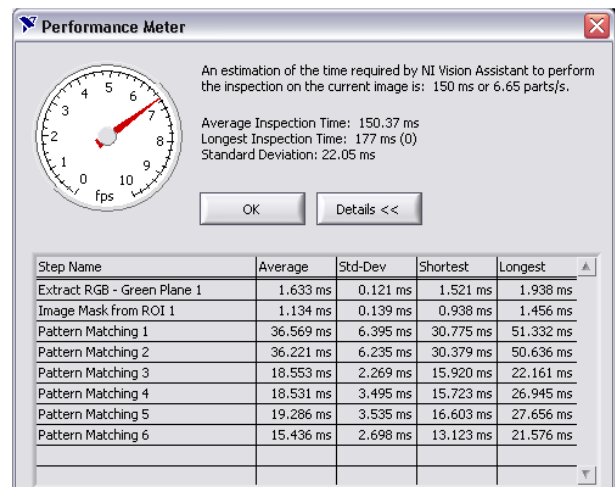 Performance Meter
An estimation of the time required by NI Vision Assistant to perform
the inspection on the current image is: 150 ms or 6.65 parts/s.
Average Inspection Time: 150.37 ms
Longest Inspection Time: 177 ms (0)
Standard Deviation: 22.05 ms
0 1 2 3 4 5 6 7 8 9 10
fps
OK Details <<
Step Name Average Std-Dev Shortest Longest
Extract RGB - Green Plane 1 1.633 ms 0.121 ms 1.521 ms 1.938 ms
Image Mask from ROI 1 1.134 ms 0.139 ms 0.938 ms 1.456 ms
Pattern Matching 1 36.569 ms 6.395 ms 30.775 ms 51.332 ms
Pattern Matching 2 36.221 ms 6.235 ms 30.379 ms 50.636 ms
Pattern Matching 3 18.553 ms 2.269 ms 15.920 ms 22.161 ms
Pattern Matching 4 18.531 ms 3.495 ms 15.723 ms 26.945 ms
Pattern Matching 5 19.286 ms 3.535 ms 16.603 ms 27.656 ms
Pattern Matching 6 15.436 ms 2.698 ms 13.123 ms 21.576 ms